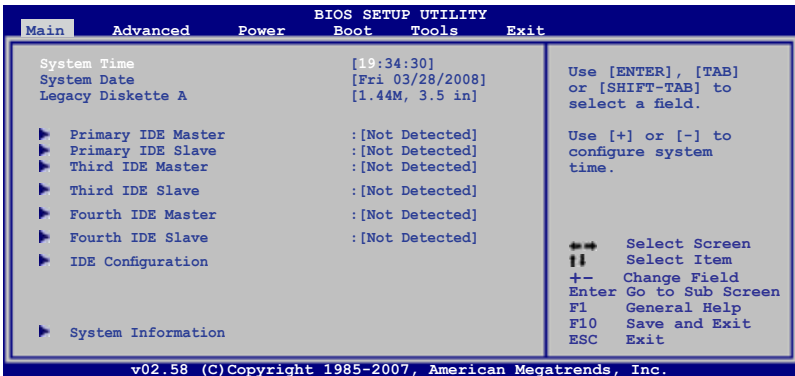 BIOS SETUP UTILITY
Main Advanced Power Boot Tools Exit
System Time [19:34:30]
System Date [Fri 03/28/2008]
Legacy Diskette A [1.44M, 3.5 in]
Primary IDE Master :[Not Detected]
Primary IDE Slave :[Not Detected]
Third IDE Master :[Not Detected]
Third IDE Slave :[Not Detected]
Fourth IDE Master :[Not Detected]
Fourth IDE Slave :[Not Detected]
IDE Configuration
System Information
Use [ENTER], [TAB]
or [SHIFT-TAB] to
select a field.
Use [+] or [-] to
configure system
time.
Select Screen
Select Item
+- Change Field
Enter Go to Sub Screen
F1 General Help
F10 Save and Exit
ESC Exit
v02.58 (C)Copyright 1985-2007, American Megatrends, Inc.